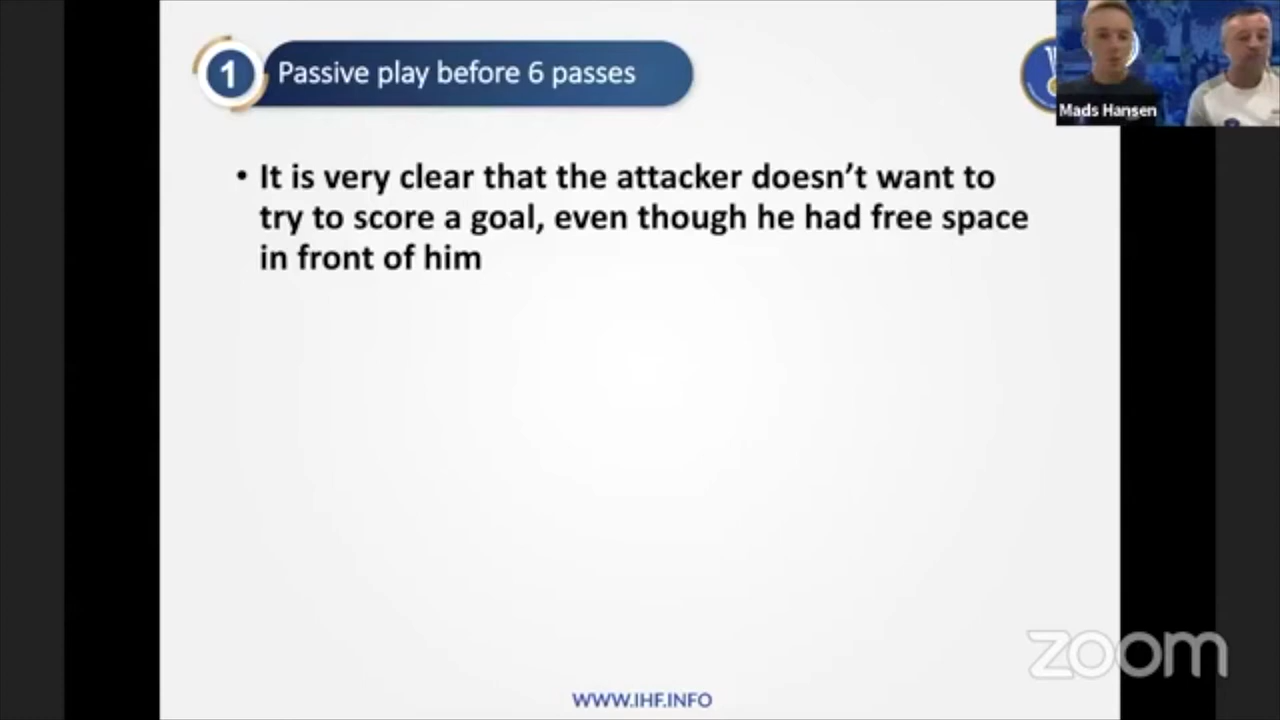 1
Passive play before 6 passes
Mads Hansen
• It is very clear that the attacker doesn't want to
try to score a goal, even though he had free space
in front of him
zoom
WWW.IHF.INFO